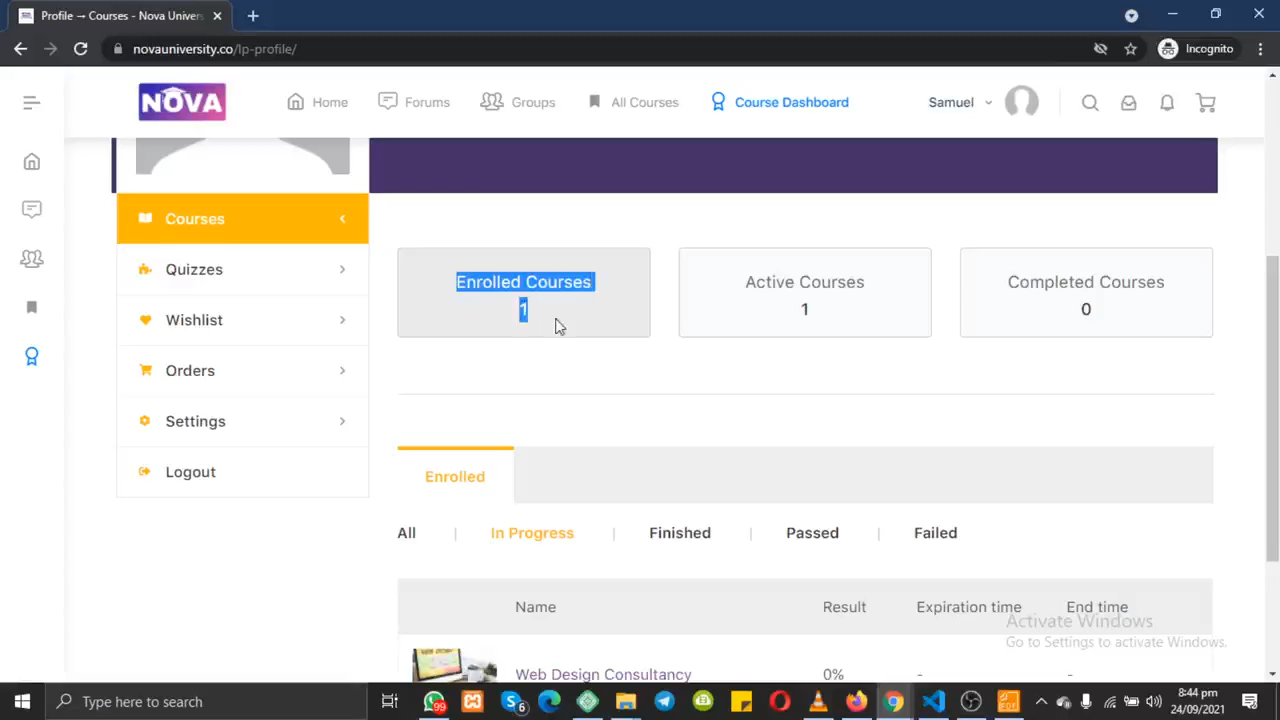 Profile → Courses - Nova Univers
novauniversity.co/lp-profile/
Incognito
NOVA
Home
Forums
Groups
All Courses
Course Dashboard
Samuel
Courses
Quizzes
Wishlist
Orders
Settings
Logout
Enrolled Courses
1
Active Courses
1
Completed Courses
0
Enrolled
All | In Progress | Finished | Passed | Failed
Name Result Expiration time End time
Web Design Consultancy 0% - -
Activate Windows
Go to Settings to activate Windows.
Type here to search
99
6
8:44 pm
24/09/2021